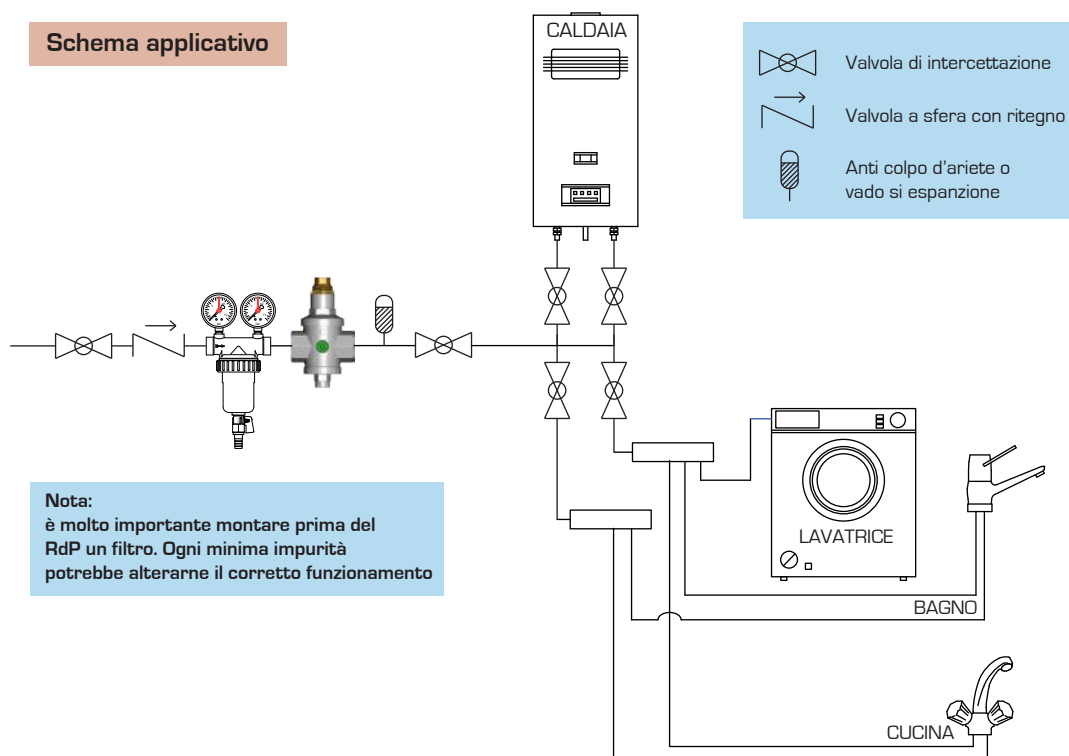 Schema applicativo
CALDAIA
Valvola di intercettazione
Valvola a sfera con ritegno
Anti colpo d'ariete o
vado si espanzione
Nota:
è molto importante montare prima del
RdP un filtro. Ogni minima impurità
potrebbe alterarne il corretto funzionamento
LAVATRICE
BAGNO
CUCINA